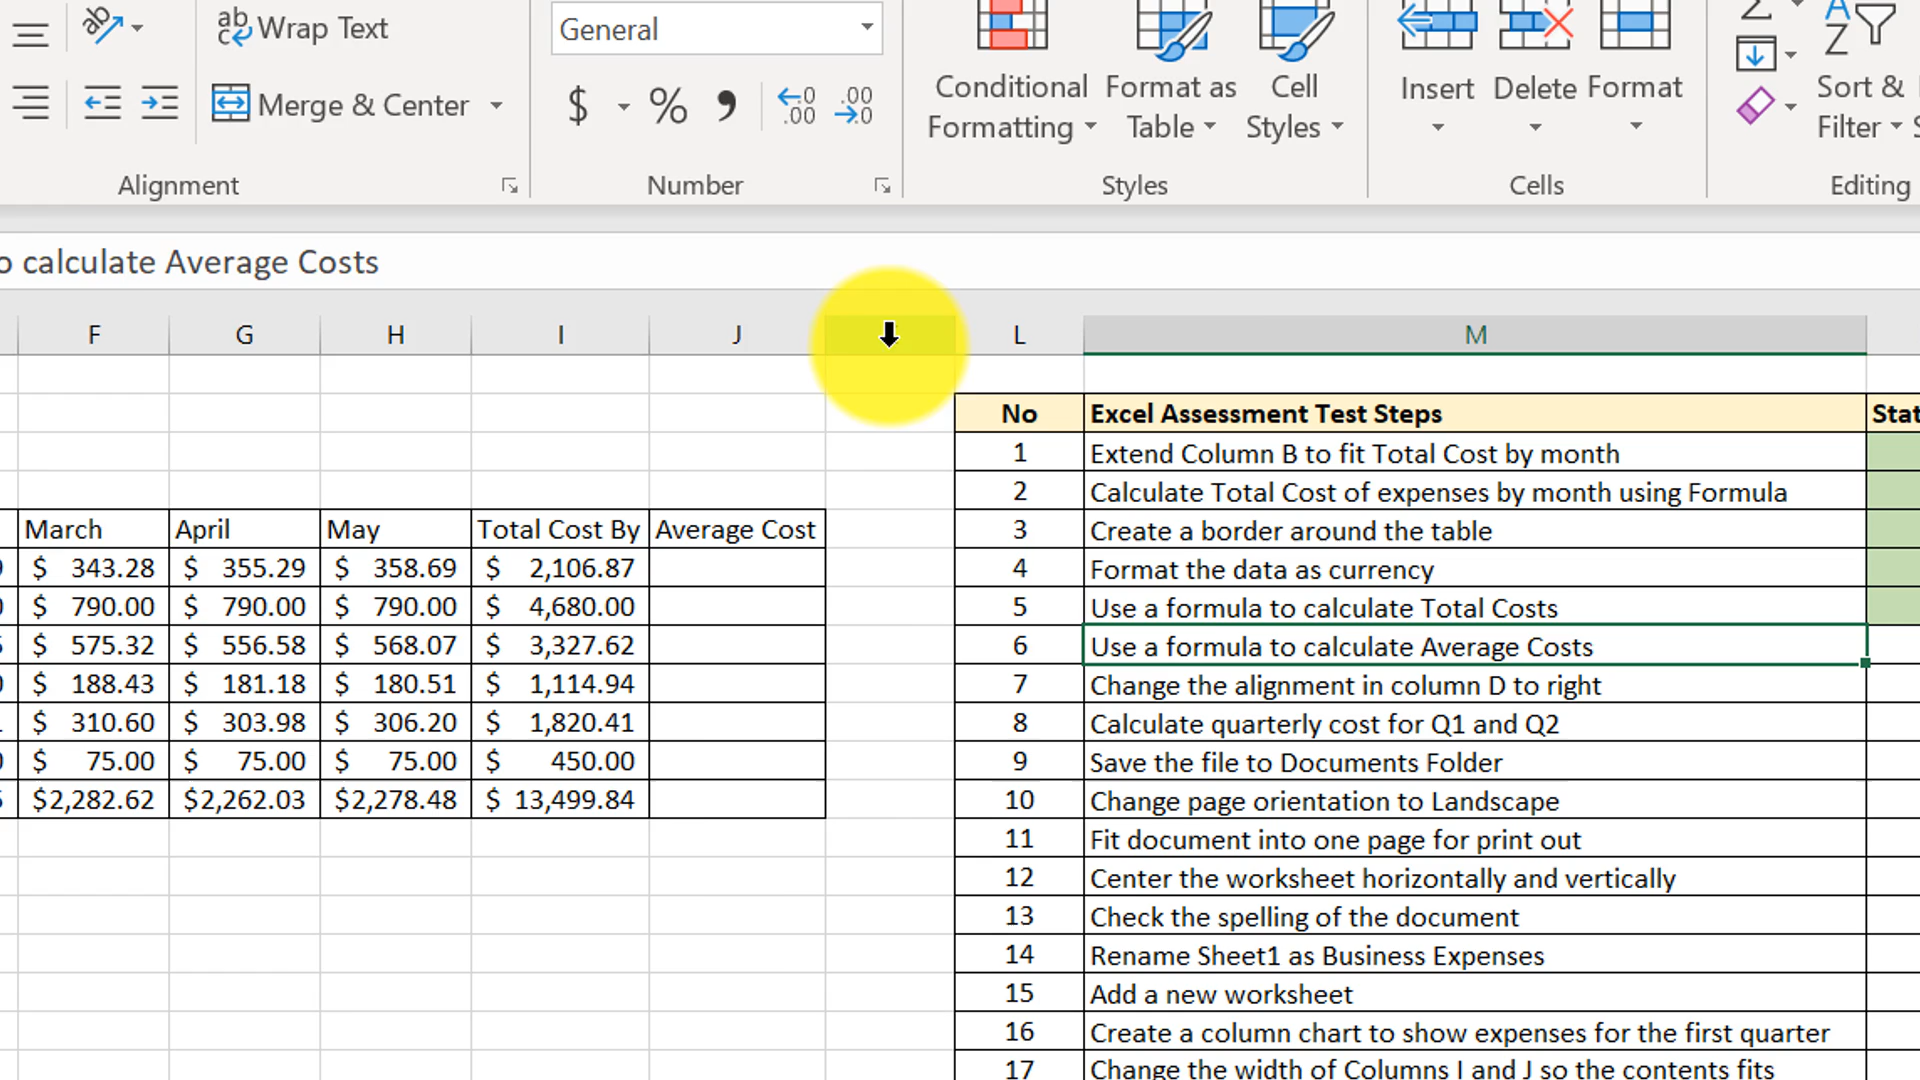 ab
Wrap Text
General
Merge & Center
$ % , ←0 .00 .00 →0
Conditional Formatting
Format as Table
Cell Styles
Insert Delete Format
A
Z
Sort &
Filter
Alignment Number Styles Cells Editing
o calculate Average Costs
F G H I J L M
No Excel Assessment Test Steps Stat
1 Extend Column B to fit Total Cost by month
2 Calculate Total Cost of expenses by month using Formula
March April May Total Cost By Average Cost 3 Create a border around the table
$ 343.28 $ 355.29 $ 358.69 $ 2,106.87 4 Format the data as currency
$ 790.00 $ 790.00 $ 790.00 $ 4,680.00 5 Use a formula to calculate Total Costs
$ 575.32 $ 556.58 $ 568.07 $ 3,327.62 6 Use a formula to calculate Average Costs
$ 188.43 $ 181.18 $ 180.51 $ 1,114.94 7 Change the alignment in column D to right
$ 310.60 $ 303.98 $ 306.20 $ 1,820.41 8 Calculate quarterly cost for Q1 and Q2
$ 75.00 $ 75.00 $ 75.00 $ 450.00 9 Save the file to Documents Folder
$2,282.62 $2,262.03 $2,278.48 $ 13,499.84 10 Change page orientation to Landscape
11 Fit document into one page for print out
12 Center the worksheet horizontally and vertically
13 Check the spelling of the document
14 Rename Sheet1 as Business Expenses
15 Add a new worksheet
16 Create a column chart to show expenses for the first quarter
17 Change the width of Columns I and J so the contents fits